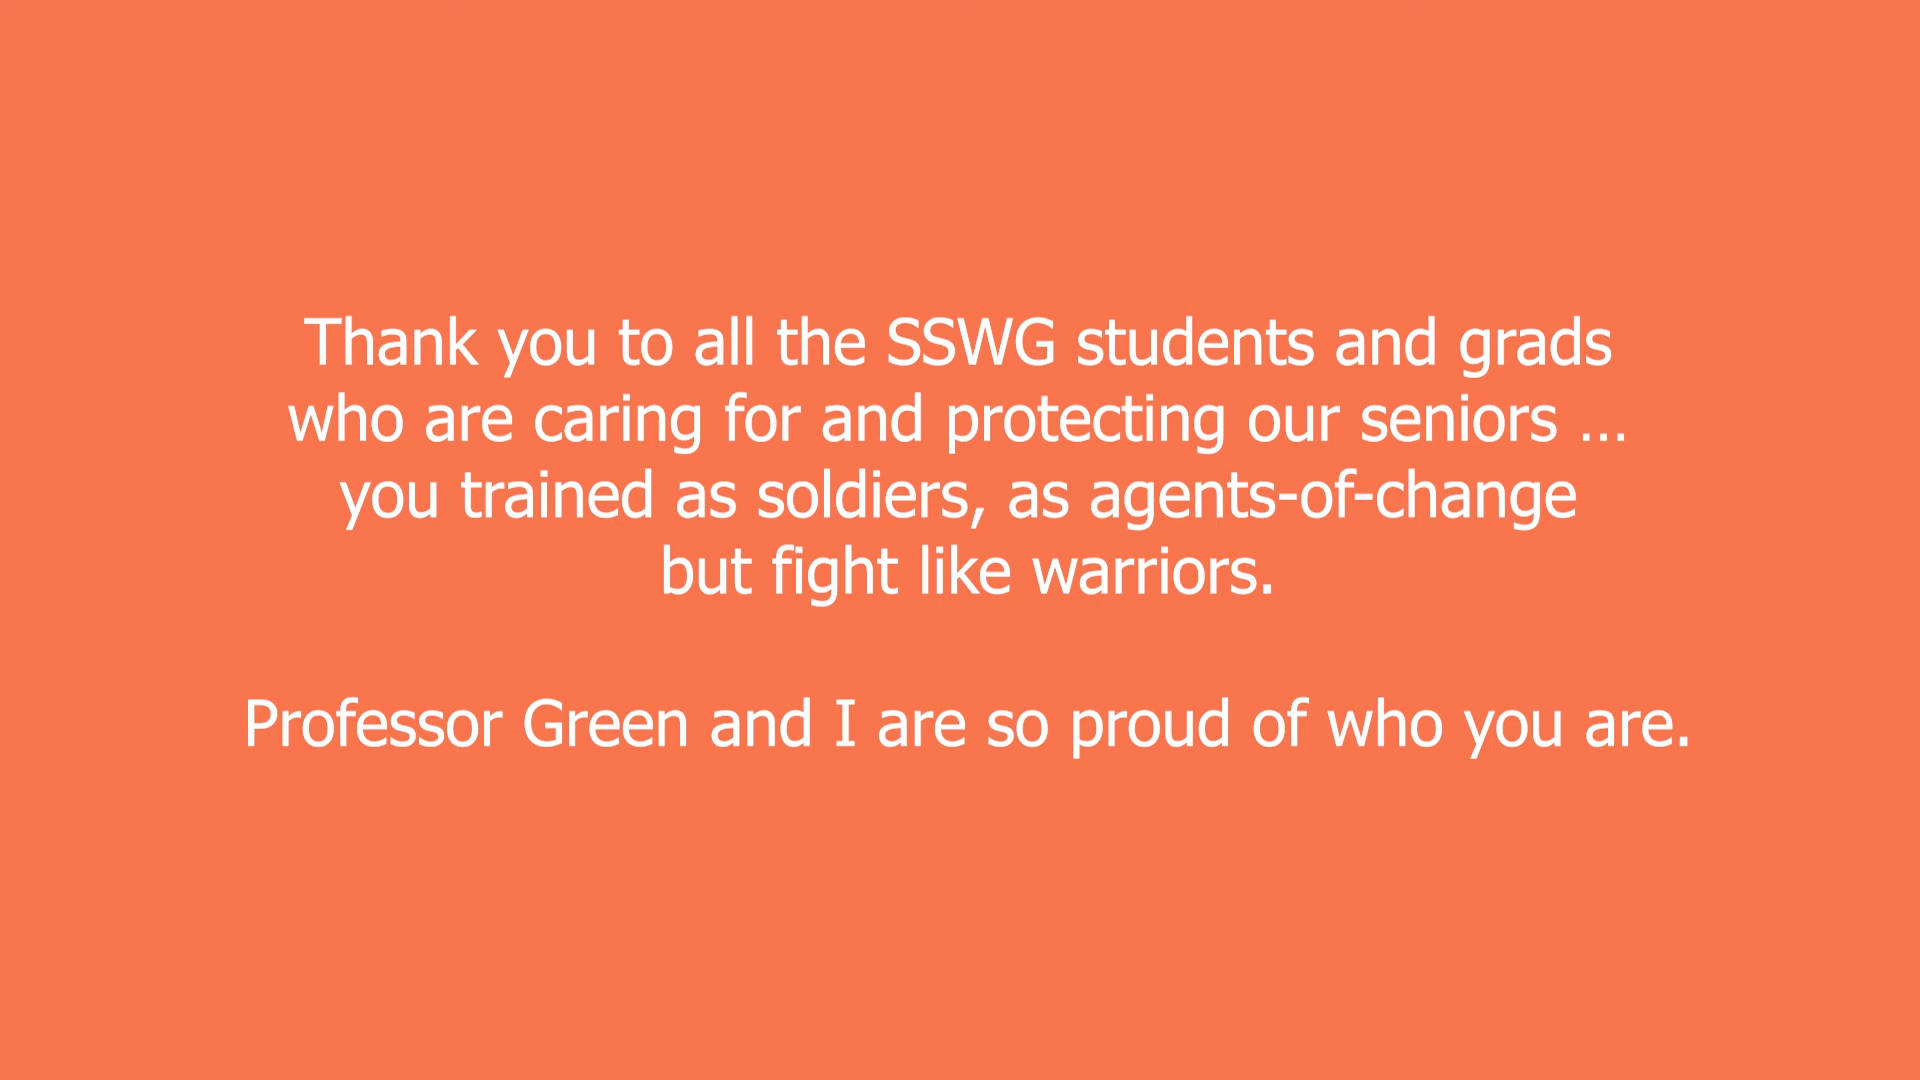 Thank you to all the SSWG students and grads
who are caring for and protecting our seniors ...
you trained as soldiers, as agents-of-change
but fight like warriors.
Professor Green and I are so proud of who you are.